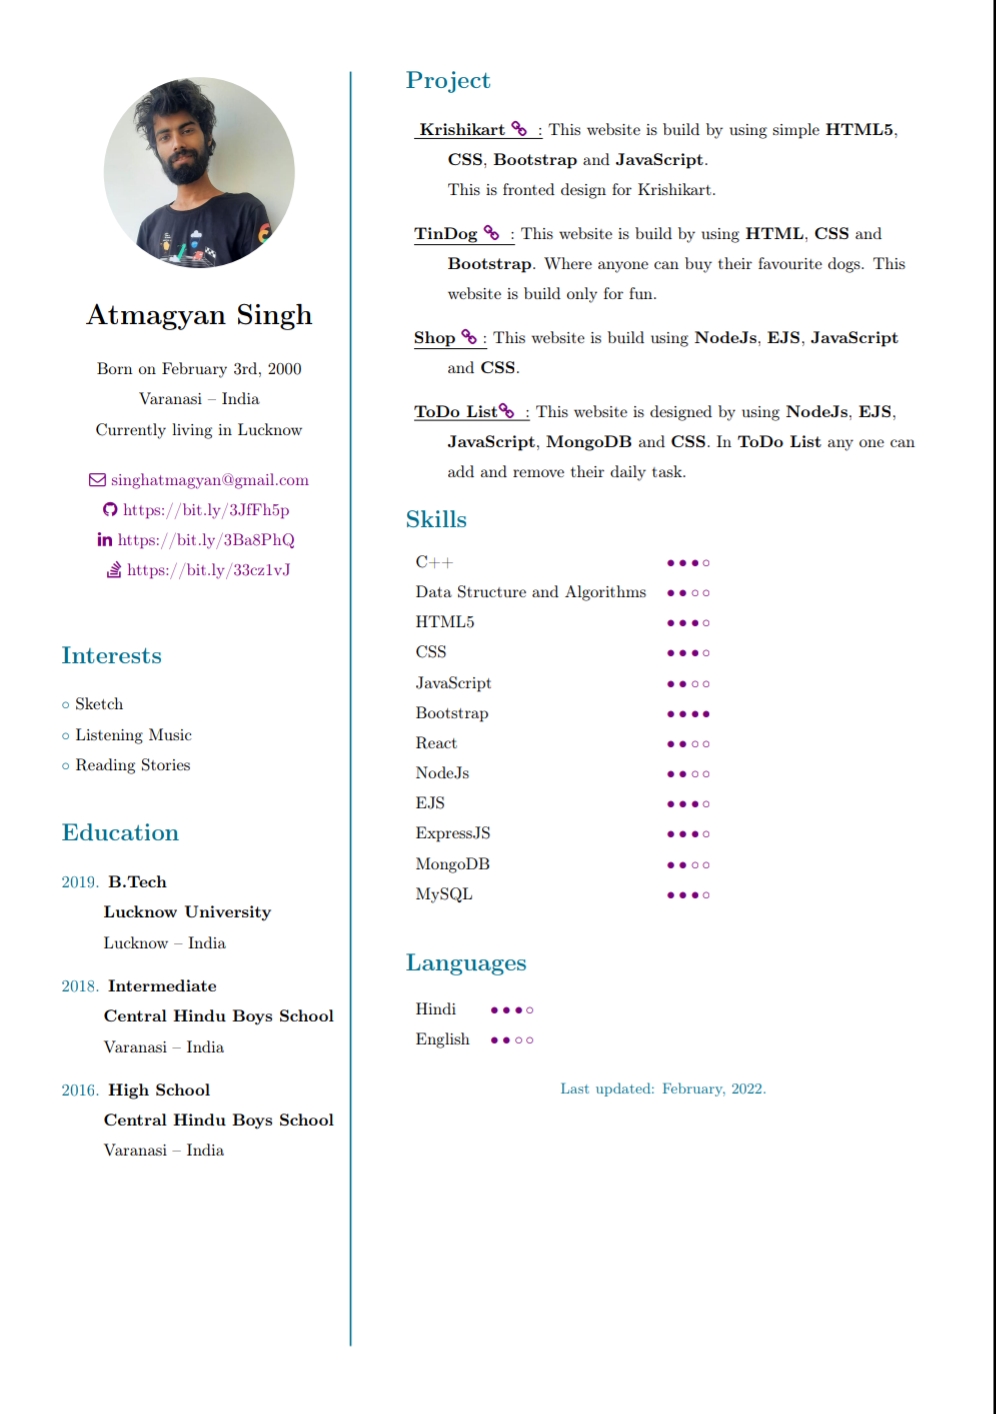 Atmagyan Singh
Born on February 3rd, 2000
Varanasi – India
Currently living in Lucknow
singhatmagyan@gmail.com
https://bit.ly/3JfFh5p
https://bit.ly/3Ba8PhQ
https://bit.ly/33cz1vJ
Interests
○ Sketch
○ Listening Music
○ Reading Stories
Education
2019. B.Tech
Lucknow University
Lucknow – India
2018. Intermediate
Central Hindu Boys School
Varanasi – India
2016. High School
Central Hindu Boys School
Varanasi – India
Project
Krishikart : This website is build by using simple HTML5,
CSS, Bootstrap and JavaScript.
This is fronted design for Krishikart.
TinDog : This website is build by using HTML, CSS and
Bootstrap. Where anyone can buy their favourite dogs. This
website is build only for fun.
Shop : This website is build using NodeJs, EJS, JavaScript
and CSS.
ToDo List : This website is designed by using NodeJs, EJS,
JavaScript, MongoDB and CSS. In ToDo List any one can
add and remove their daily task.
Skills
C++ ●●●○
Data Structure and Algorithms ●●○○
HTML5 ●●●○
CSS ●●●○
JavaScript ●●○○
Bootstrap ●●●●
React ●●○○
NodeJs ●●○○
EJS ●●●○
ExpressJS ●●●○
MongoDB ●●○○
MySQL ●●●○
Languages
Hindi ●●●○
English ●●○○
Last updated: February, 2022.